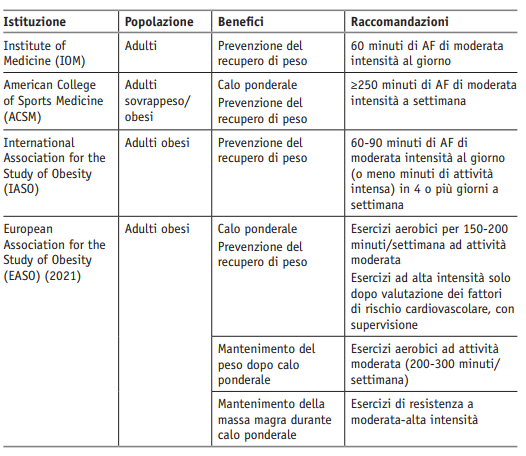 Istituzione Popolazione Benefici Raccomandazioni
Institute of
Medicine (IOM)
Adulti
Prevenzione del
recupero di peso
60 minuti di AF di moderata
intensità al giorno
American College
of Sports Medicine
(ACSM)
Adulti
sovrappeso/
obesi
Calo ponderale
Prevenzione del
recupero di peso
≥250 minuti di AF di moderata
intensità a settimana
International
Association for the
Study of Obesity
(IASO)
Adulti obesi
Prevenzione del
recupero di peso
60-90 minuti di AF di
moderata intensità al giorno
(o meno minuti di attività
intensa) in 4 o più giorni a
settimana
European
Association for the
Study of Obesity
(EASO) (2021)
Adulti obesi
Calo ponderale
Prevenzione del
recupero di peso
Esercizi aerobici per 150-200
minuti/settimana ad attività
moderata
Esercizi ad alta intensità solo
dopo valutazione dei fattori
di rischio cardiovascolare, con
supervisione
Mantenimento del
peso dopo calo
ponderale
Esercizi aerobici ad attività
moderata (200-300 minuti/
settimana)
Mantenimento della
massa magra durante
calo ponderale
Esercizi di resistenza a
moderata-alta intensità